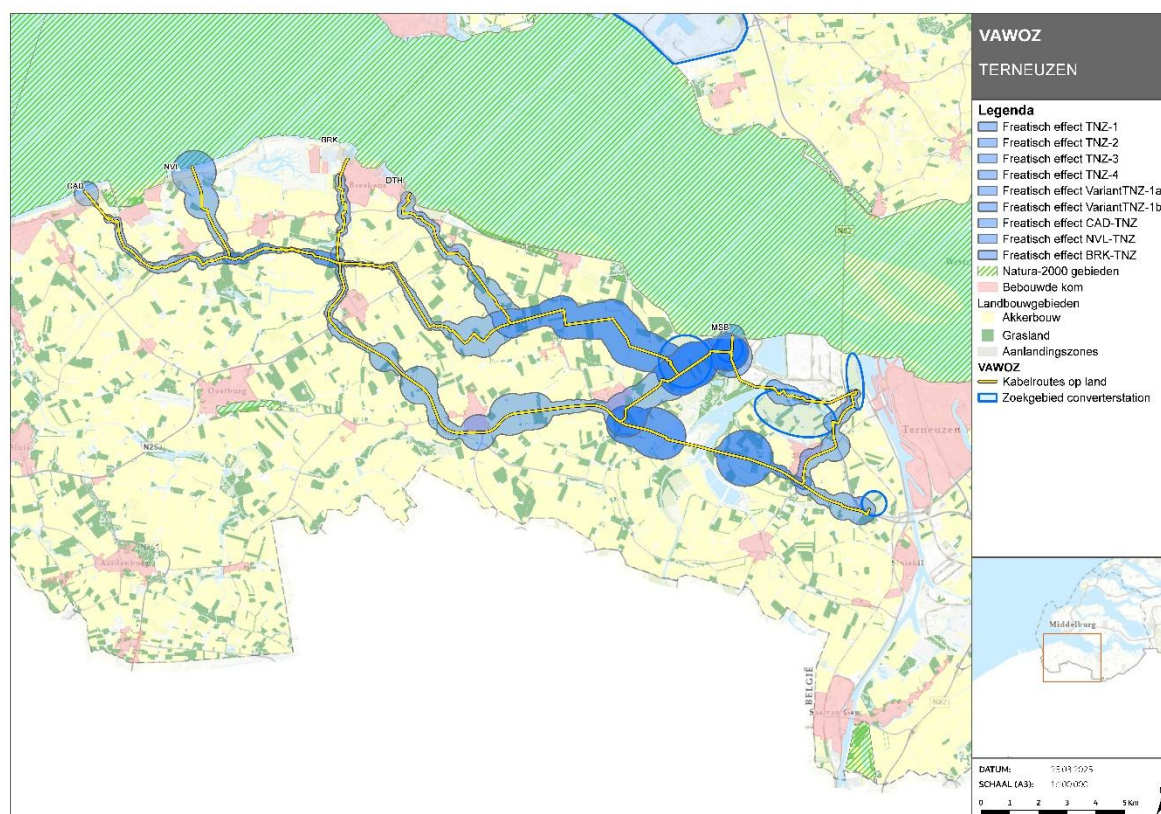 VAWOZ
TERNEUZEN
Legenda
Freatisch effect TNZ-1
Freatisch effect TNZ-2
Freatisch effect TNZ-3
Freatisch effect TNZ-4
Freatisch effect VariantTNZ-1a
Freatisch effect VariantTNZ-1b
Freatisch effect CAD-TNZ
Freatisch effect NVL-TNZ
Freatisch effect BRK-TNZ
Natura-2000 gebieden
Bebouwde kom
Landbouwgebieden
Akkerbouw
Grasland
Aanlandingszones
VAWOZ
Kabelroutes op land
Zoekgebied converterstation
BRK
NVL
CAD
DTH
Breskens
N62
MSB
Oostburg
Terneuzen
Aardenburg
Sluiskil
BELGIË
N62
Middelburg
DATUM:
SCHAAL (A3):
0 1 2 3 4 5 Km